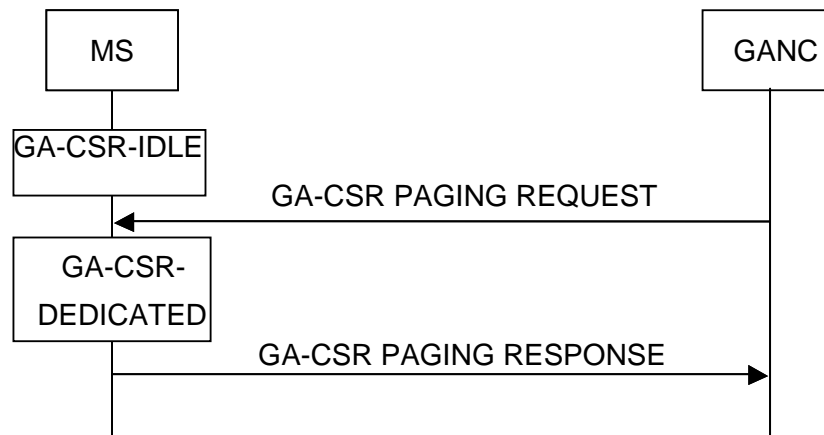 MS
GANC
GA-CSR-IDLE
GA-CSR PAGING REQUEST
GA-CSR-
DEDICATED
GA-CSR PAGING RESPONSE